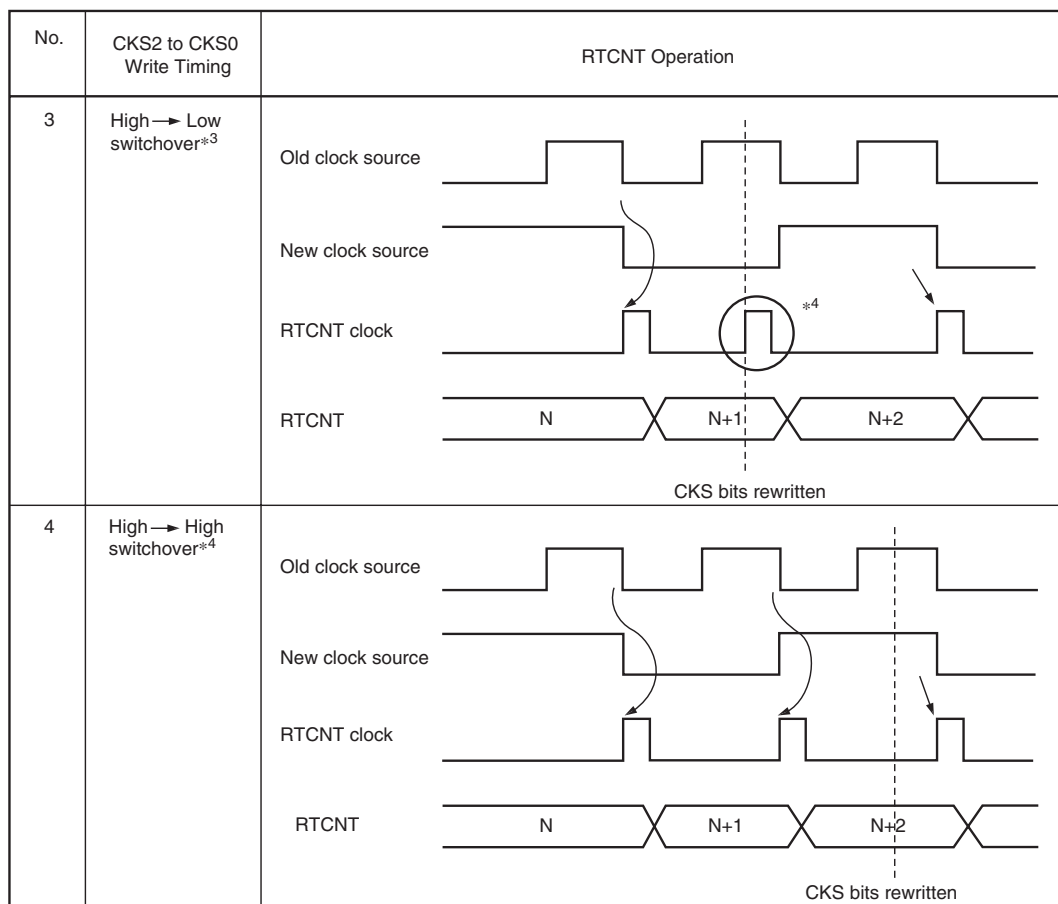 No.
CKS2 to CKS0
Write Timing
RTCNT Operation
3
High → Low
switchover*3
Old clock source
New clock source
*4
RTCNT clock
RTCNT
N
N+1
N+2
CKS bits rewritten
4
High → High
switchover*4
Old clock source
New clock source
RTCNT clock
RTCNT
N
N+1
N+2
CKS bits rewritten